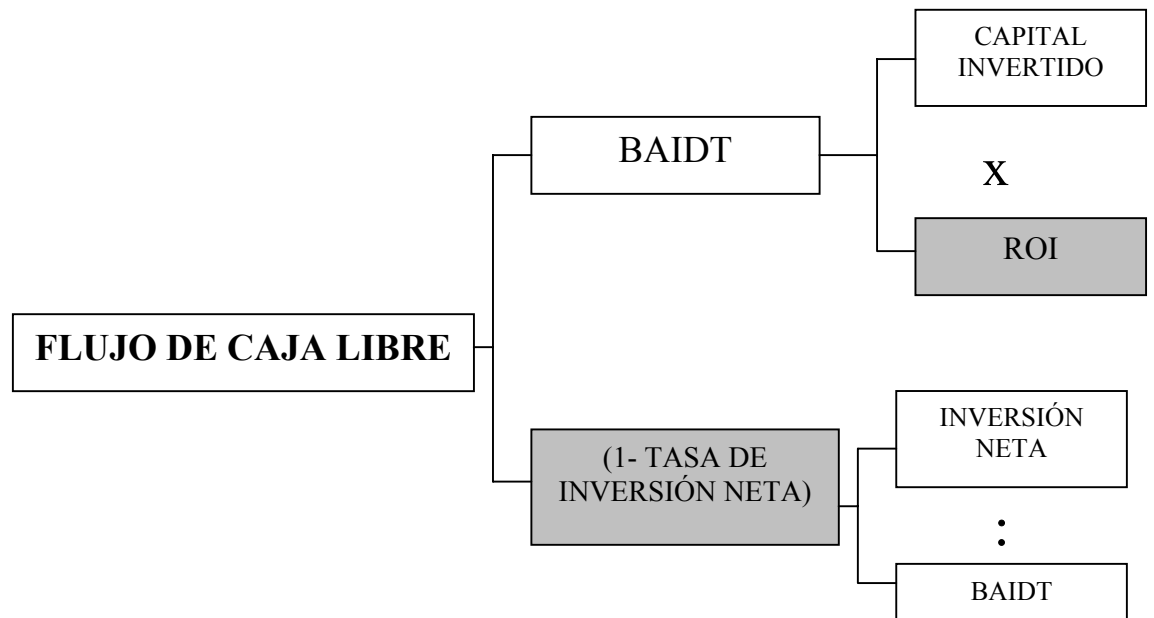 CAPITAL
INVERTIDO
BAIDT
X
ROI
FLUJO DE CAJA LIBRE
INVERSIÓN
NETA
(1- TASA DE
INVERSIÓN NETA)
:
BAIDT